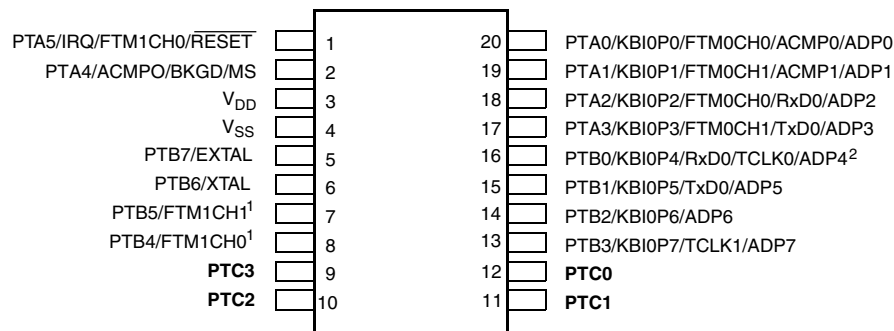 PTA5/IRQ/FTM1CH0/RESET 1 20 PTA0/KBI0P0/FTM0CH0/ACMP0/ADP0
PTA4/ACMPO/BKGD/MS 2 19 PTA1/KBI0P1/FTM0CH1/ACMP1/ADP1
VDD 3 18 PTA2/KBI0P2/FTM0CH0/RxD0/ADP2
VSS 4 17 PTA3/KBI0P3/FTM0CH1/TxD0/ADP3
PTB7/EXTAL 5 16 PTB0/KBI0P4/RxD0/TCLK0/ADP4²
PTB6/XTAL 6 15 PTB1/KBI0P5/TxD0/ADP5
PTB5/FTM1CH1¹ 7 14 PTB2/KBI0P6/ADP6
PTB4/FTM1CH0¹ 8 13 PTB3/KBI0P7/TCLK1/ADP7
PTC3 9 12 PTC0
PTC2 10 11 PTC1